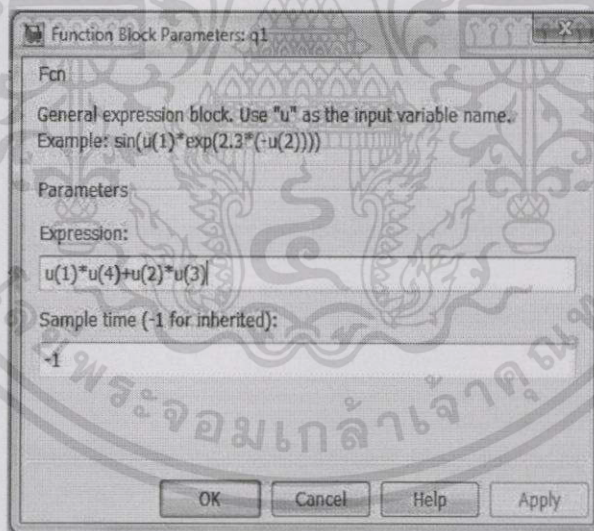 Function Block Parameters: q1
Fcn
General expression block. Use "u" as the input variable name.
Example: sin(u(1)*exp(2.3*(-u(2))))
Parameters
Expression:
u(1)*u(4)+u(2)*u(3)
Sample time (-1 for inherited):
-1
OK Cancel Help Apply